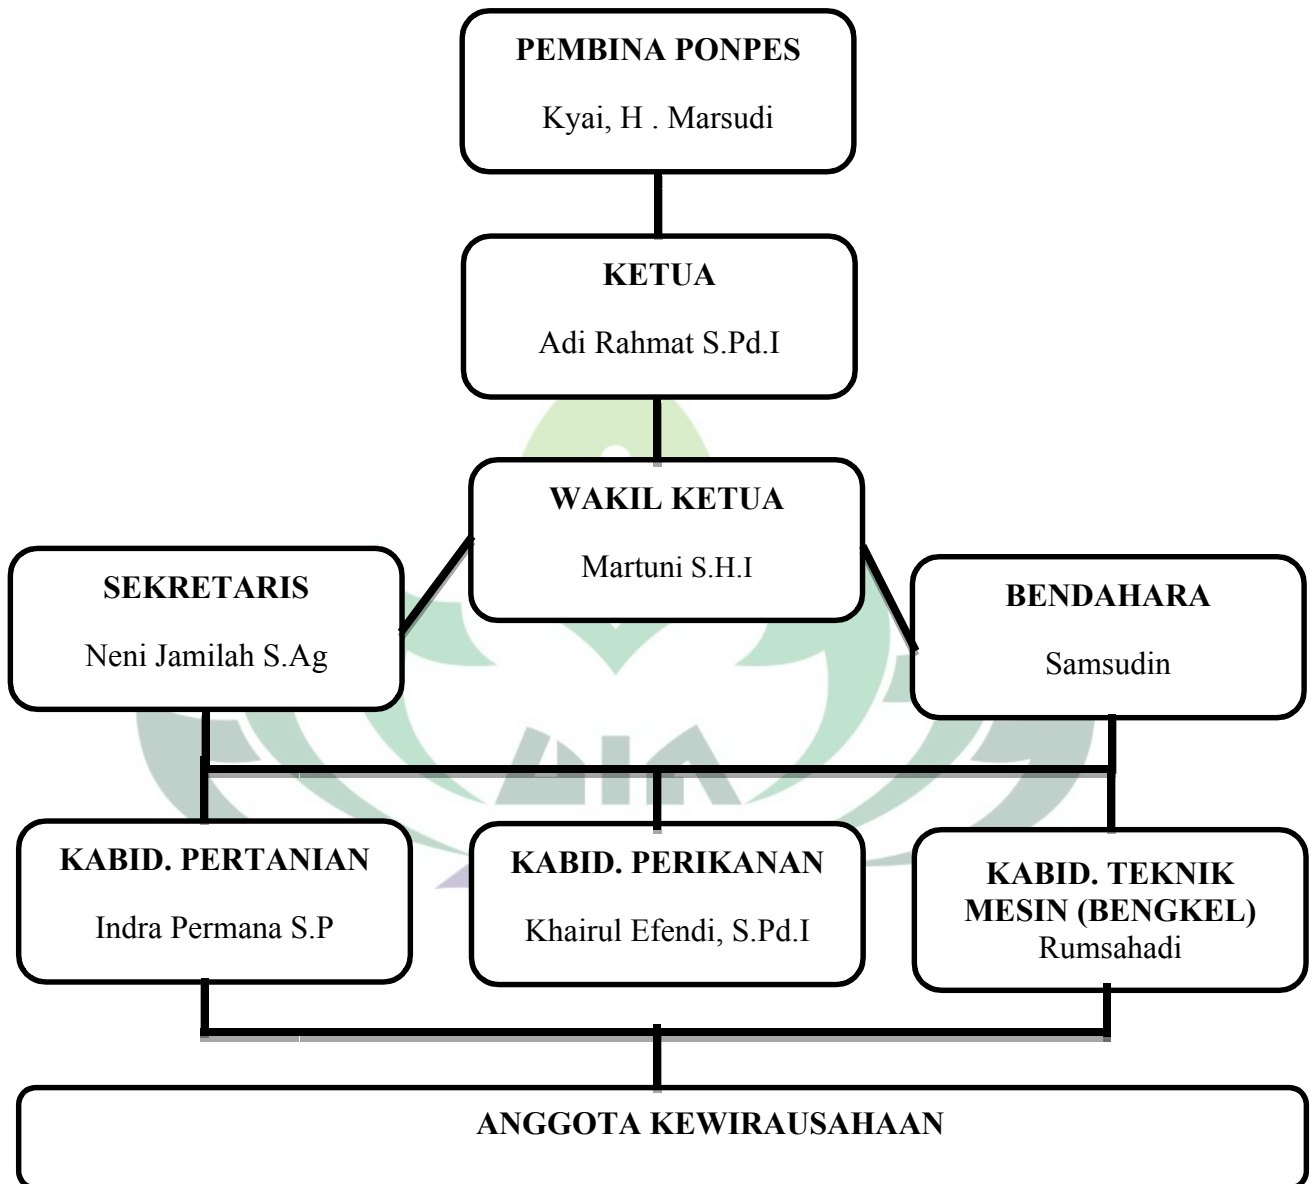 PEMBINA PONPES
Kyai, H . Marsudi
KETUA
Adi Rahmat S.Pd.I
WAKIL KETUA
Martuni S.H.I
SEKRETARIS
Neni Jamilah S.Ag
BENDAHARA
Samsudin
KABID. PERTANIAN
Indra Permana S.P
KABID. PERIKANAN
Khairul Efendi, S.Pd.I
KABID. TEKNIK
MESIN (BENGKEL)
Rumsahadi
ANGGOTA KEWIRAUSAHAAN